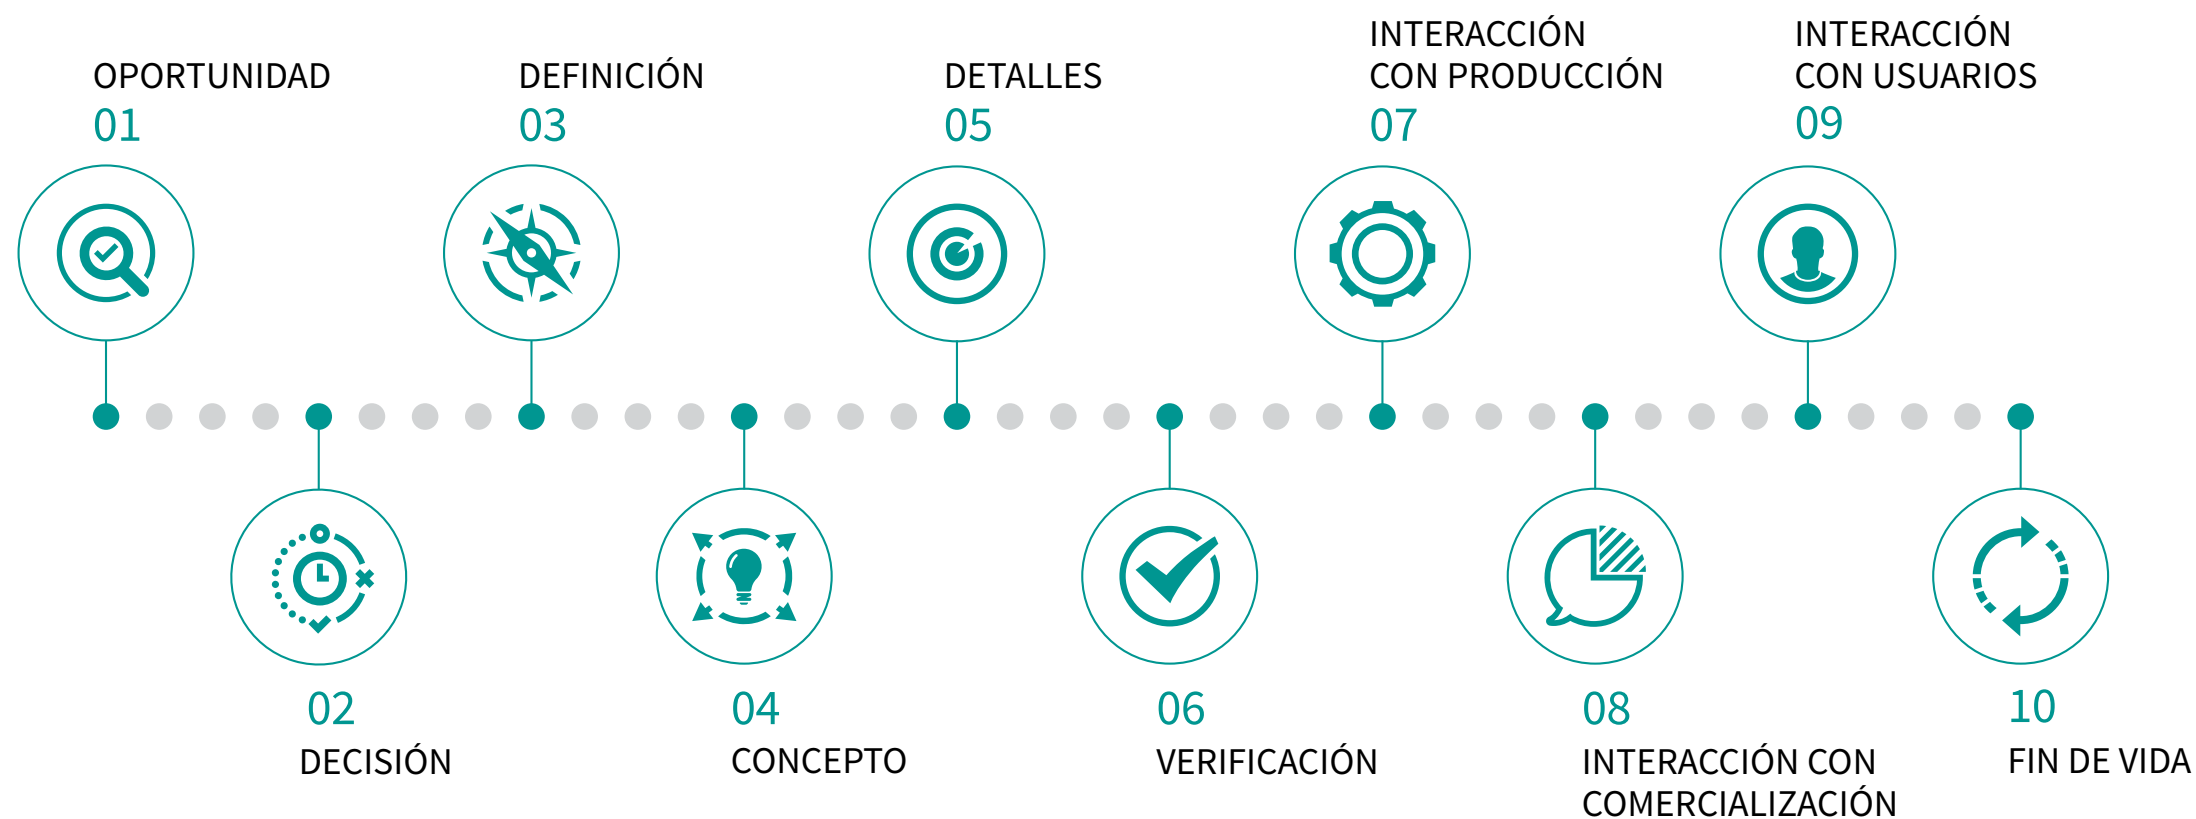 OPORTUNIDAD
01
02
DECISIÓN
DEFINICIÓN
03
04
CONCEPTO
DETALLES
05
06
VERIFICACIÓN
INTERACCIÓN
CON PRODUCCIÓN
07
08
INTERACCIÓN CON
COMERCIALIZACIÓN
INTERACCIÓN
CON USUARIOS
09
10
FIN DE VIDA